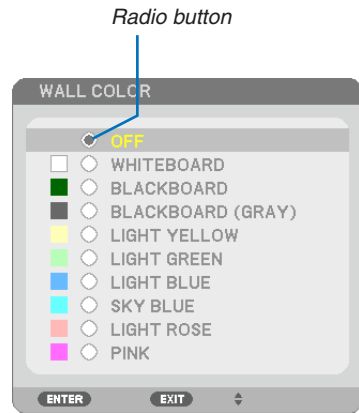 Radio button
WALL COLOR
OFF
WHITEBOARD
BLACKBOARD
BLACKBOARD (GRAY)
LIGHT YELLOW
LIGHT GREEN
LIGHT BLUE
SKY BLUE
LIGHT ROSE
PINK
ENTER EXIT